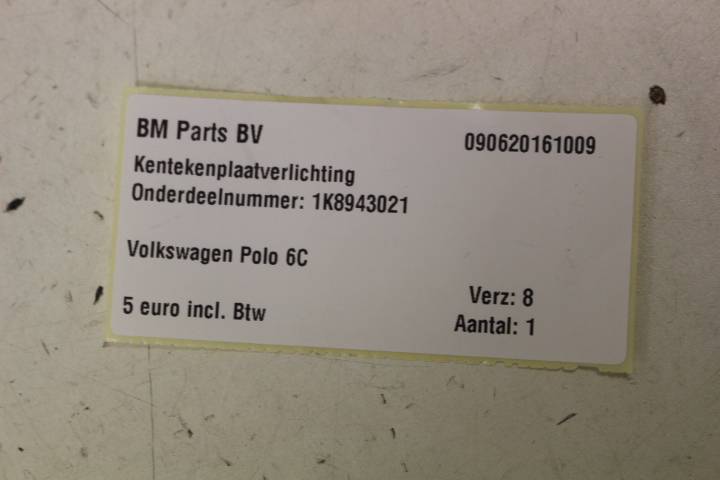 BM Parts BV 090620161009
Kentekenplaatverlichting
Onderdeelnummer: 1K8943021
Volkswagen Polo 6C
Verz: 8
5 euro incl. Btw
Aantal: 1